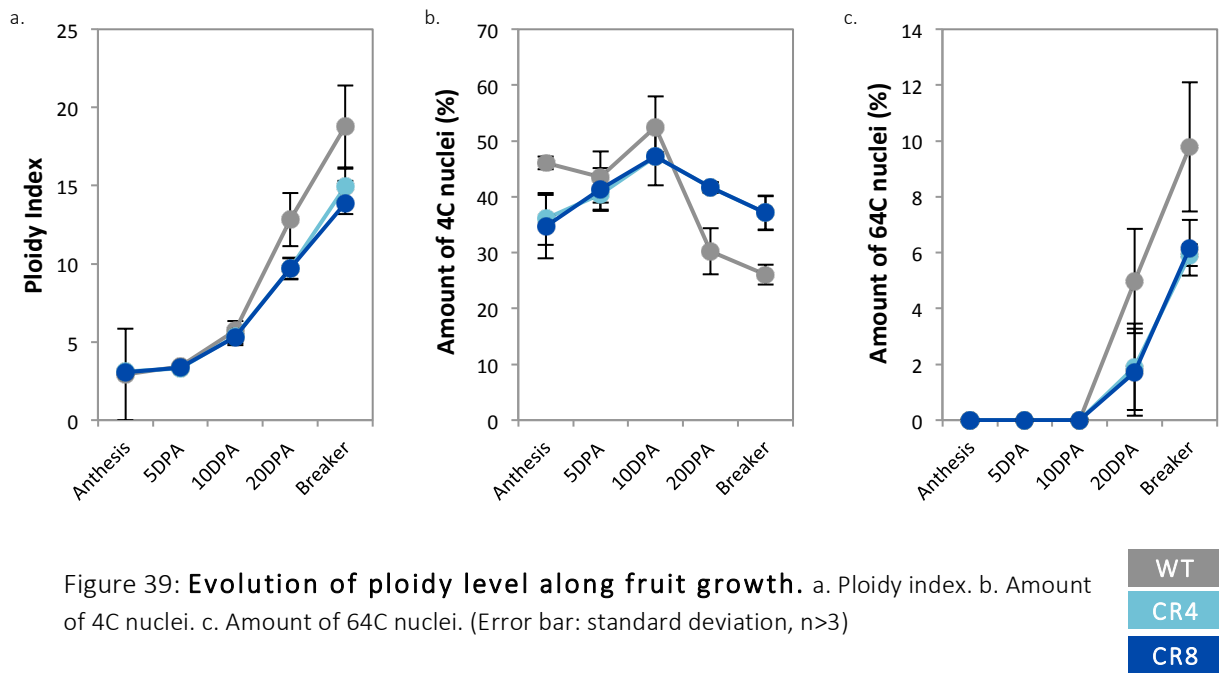 a.
25
20
15
10
5
0
Ploidy Index
Anthesis
5DPA
10DPA
20DPA
Breaker
b.
70
60
50
40
30
20
10
0
Amount of 4C nuclei (%)
Anthesis
5DPA
10DPA
20DPA
Breaker
c.
14
12
10
8
6
4
2
0
Amount of 64C nuclei (%)
Anthesis
5DPA
10DPA
20DPA
Breaker
Figure 39: Evolution of ploidy level along fruit growth. a. Ploidy index. b. Amount
of 4C nuclei. c. Amount of 64C nuclei. (Error bar: standard deviation, n>3)
WT
CR4
CR8